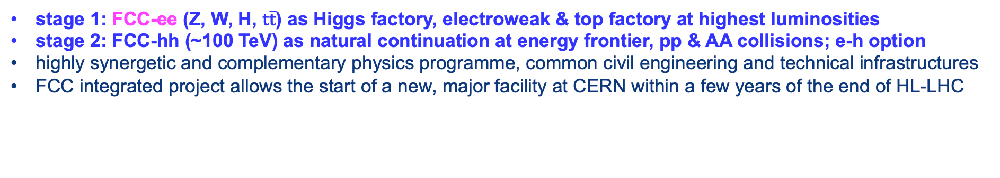 • stage 1: FCC-ee (Z, W, H, tt̄) as Higgs factory, electroweak & top factory at highest luminosities
• stage 2: FCC-hh (~100 TeV) as natural continuation at energy frontier, pp & AA collisions; e-h option
• highly synergetic and complementary physics programme, common civil engineering and technical infrastructures
• FCC integrated project allows the start of a new, major facility at CERN within a few years of the end of HL-LHC